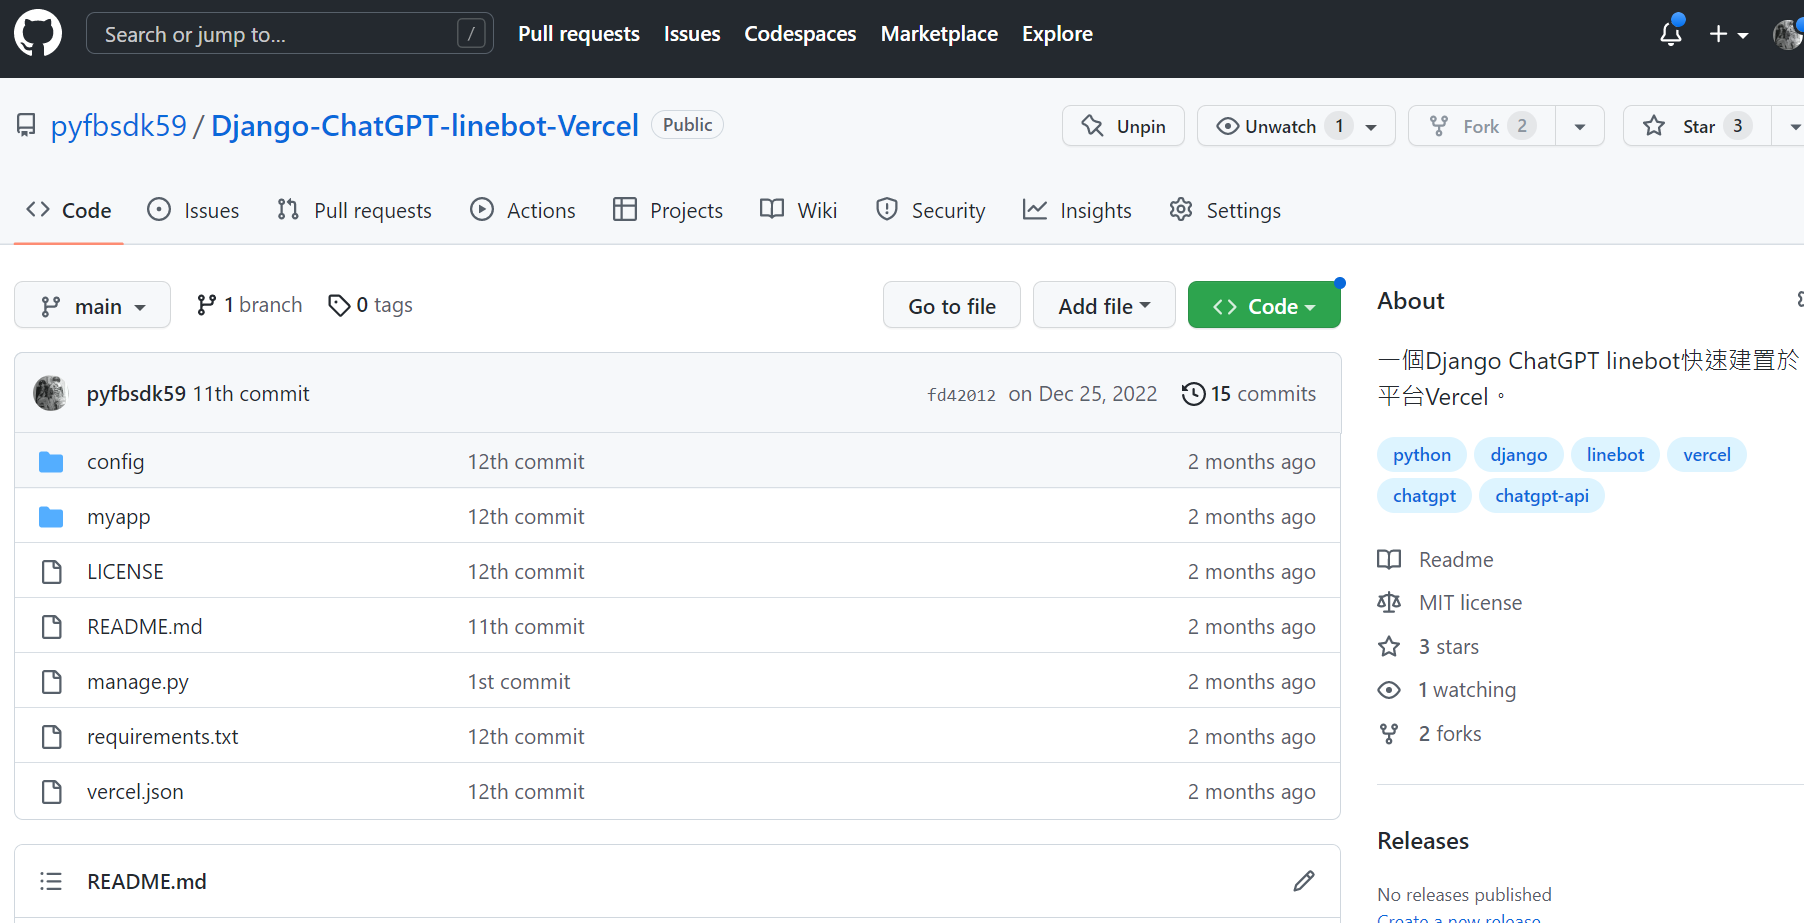 Search or jump to... /
Pull requests Issues Codespaces Marketplace Explore
pyfbsdk59 / Django-ChatGPT-linebot-Vercel Public
Unpin Unwatch 1 Fork 2 Star 3
Code Issues Pull requests Actions Projects Wiki Security Insights Settings
main 1 branch 0 tags Go to file Add file Code
pyfbsdk59 11th commit fd42012 on Dec 25, 2022 15 commits
config 12th commit 2 months ago
myapp 12th commit 2 months ago
LICENSE 12th commit 2 months ago
README.md 11th commit 2 months ago
manage.py 1st commit 2 months ago
requirements.txt 12th commit 2 months ago
vercel.json 12th commit 2 months ago
README.md
About
一個Django ChatGPT linebot快速建置於
平台Vercel。
python django linebot vercel
chatgpt chatgpt-api
Readme
MIT license
3 stars
1 watching
2 forks
Releases
No releases published
Create a new release